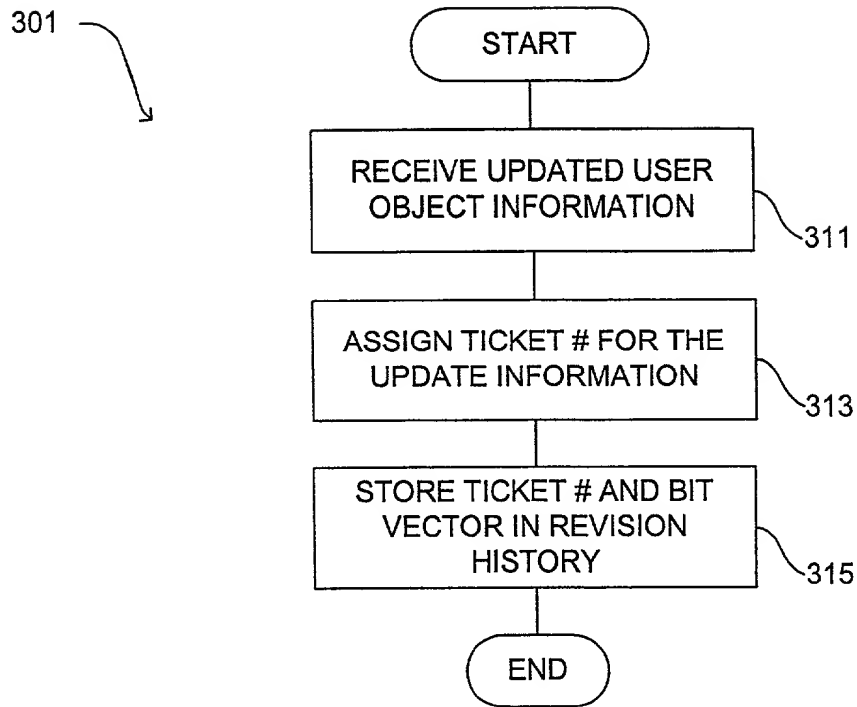 301
START
RECEIVE UPDATED USER
OBJECT INFORMATION
311
ASSIGN TICKET # FOR THE
UPDATE INFORMATION
313
STORE TICKET # AND BIT
VECTOR IN REVISION
HISTORY
315
END